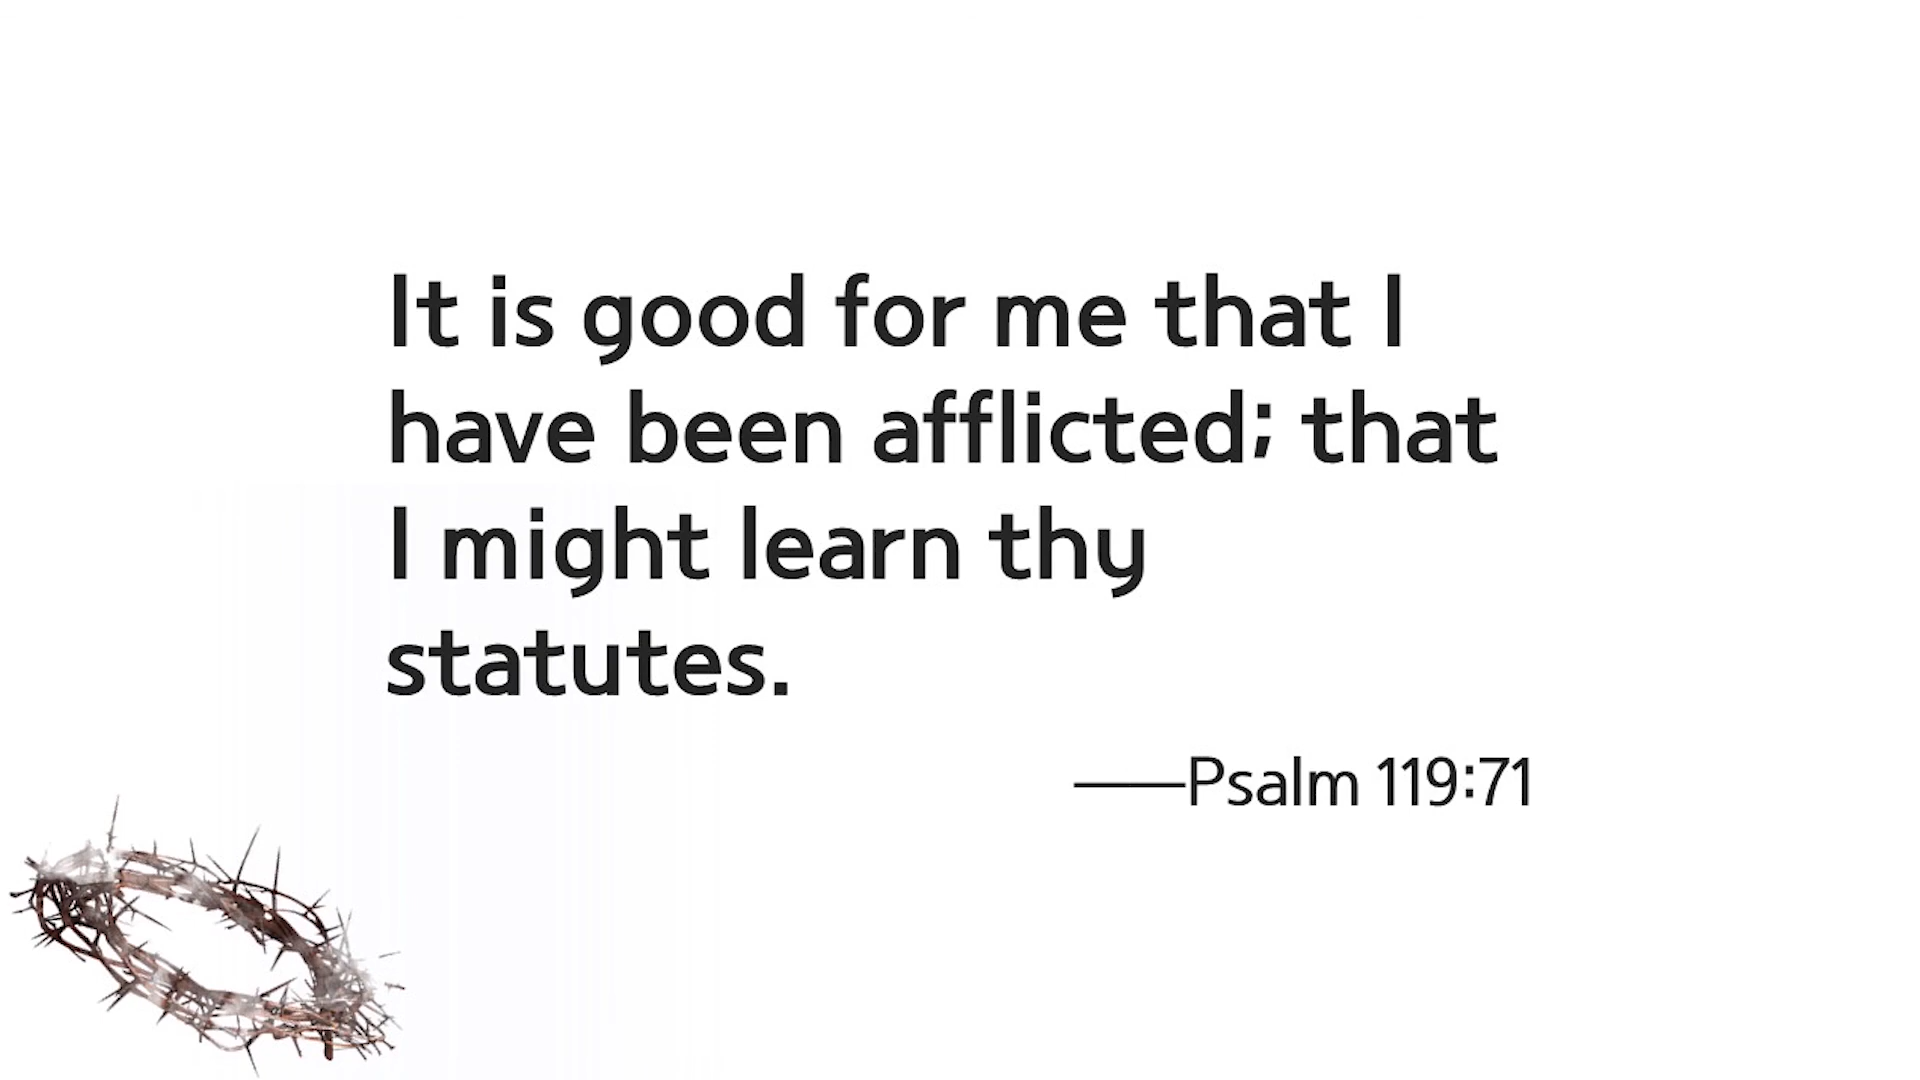 It is good for me that I
have been afflicted; that
I might learn thy
statutes.
——Psalm 119:71